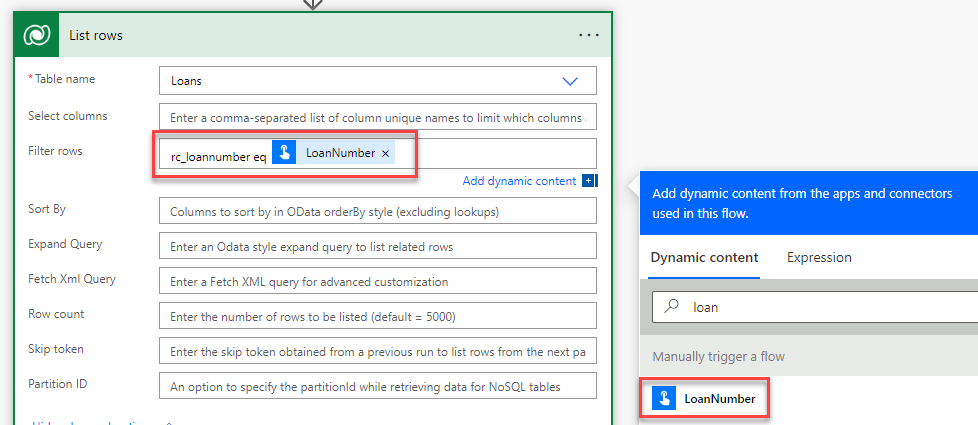 List rows
* Table name
Loans
Select columns
Enter a comma-separated list of column unique names to limit which columns
Filter rows
rc_loannumber eq LoanNumber ×
Add dynamic content
Sort By
Columns to sort by in OData orderBy style (excluding lookups)
Expand Query
Enter an Odata style expand query to list related rows
Fetch Xml Query
Enter a Fetch XML query for advanced customization
Row count
Enter the number of rows to be listed (default = 5000)
Skip token
Enter the skip token obtained from a previous run to list rows from the next pa
Partition ID
An option to specify the partitionId while retrieving data for NoSQL tables
Add dynamic content from the apps and connectors
used in this flow.
Dynamic content
Expression
loan
Manually trigger a flow
LoanNumber